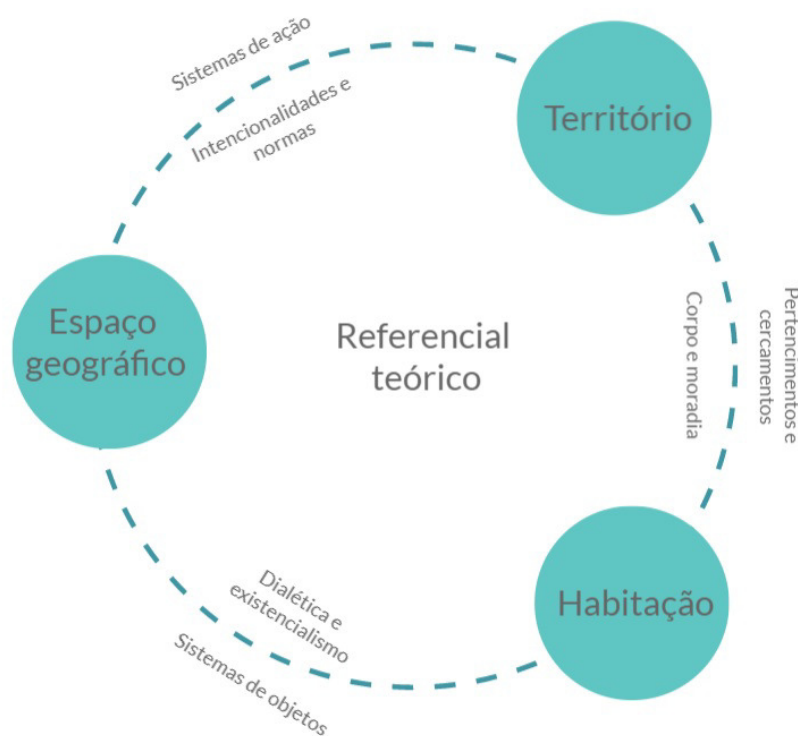 Sistemas de ação
Intencionalidades e
normas
Território
Pertencimentos e
cercamentos
Corpo e moradia
Espaço
geográfico
Referencial
teórico
Habitação
Dialética e
existencialismo
Sistemas de objetos